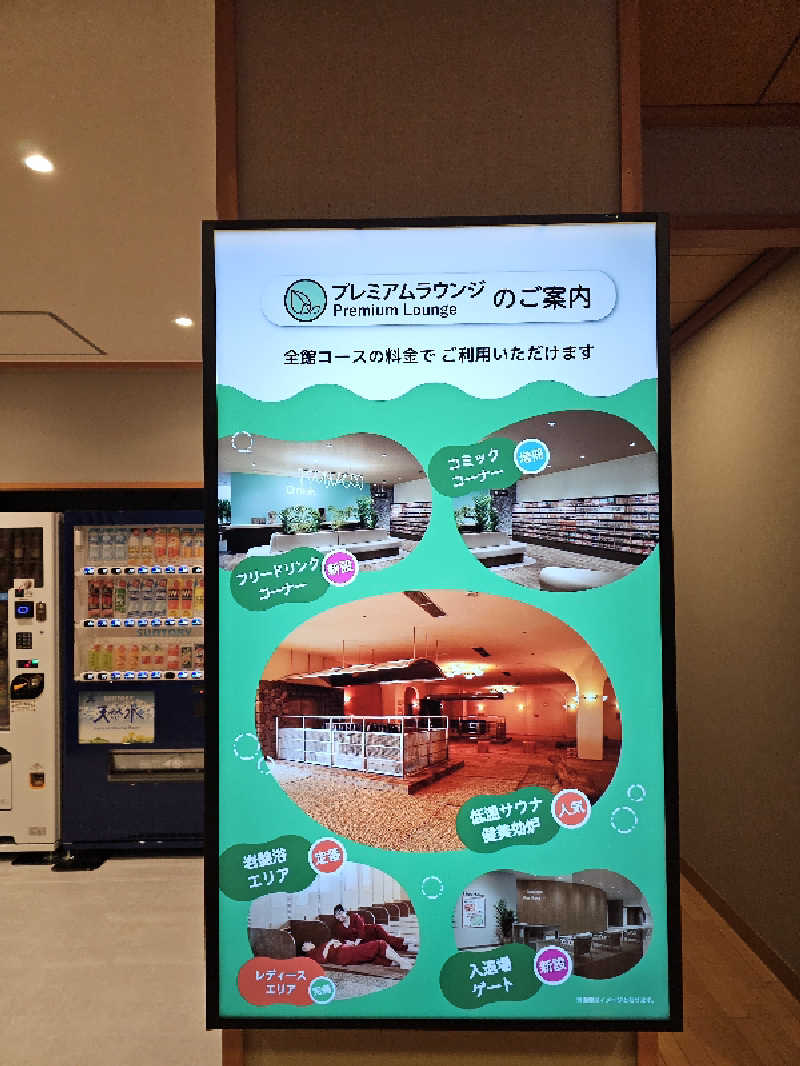 プレミアムラウンジ
Premium Lounge
のご案内
全館コースの料金で ご利用いただけます
コミック
コーナー
増冊
フリードリンク
コーナー
新設
SUNTORY
天然水
低温サウナ
健美効炉
人気
岩盤浴
エリア
定番
レディース
エリア
完備
入退場
ゲート
新設